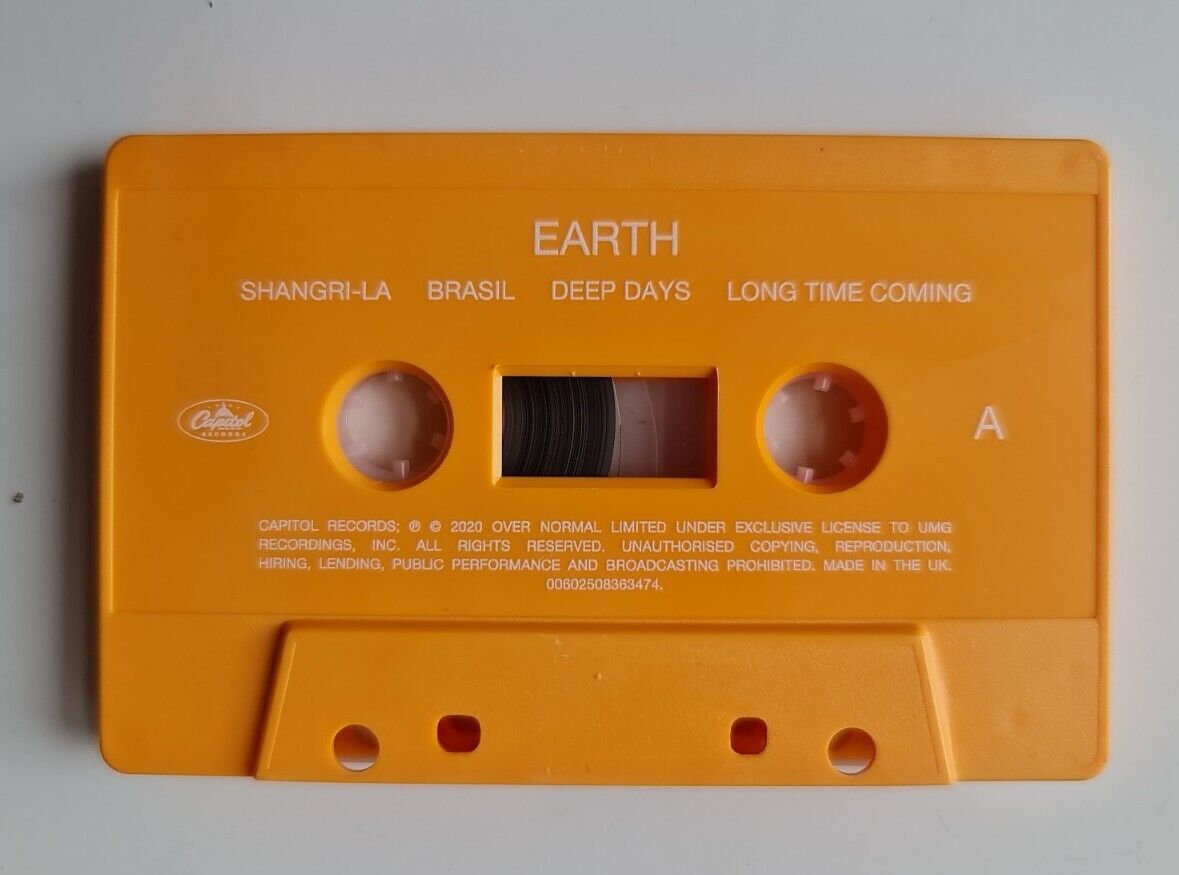 EARTH
SHANGRI-LA BRASIL DEEP DAYS LONG TIME COMING
Capitol
RECORDS
A
CAPITOL RECORDS; ℗ © 2020 OVER NORMAL LIMITED UNDER EXCLUSIVE LICENSE TO UMG
RECORDINGS, INC. ALL RIGHTS RESERVED. UNAUTHORISED COPYING, REPRODUCTION,
HIRING, LENDING, PUBLIC PERFORMANCE AND BROADCASTING PROHIBITED. MADE IN THE UK.
00602508363474.